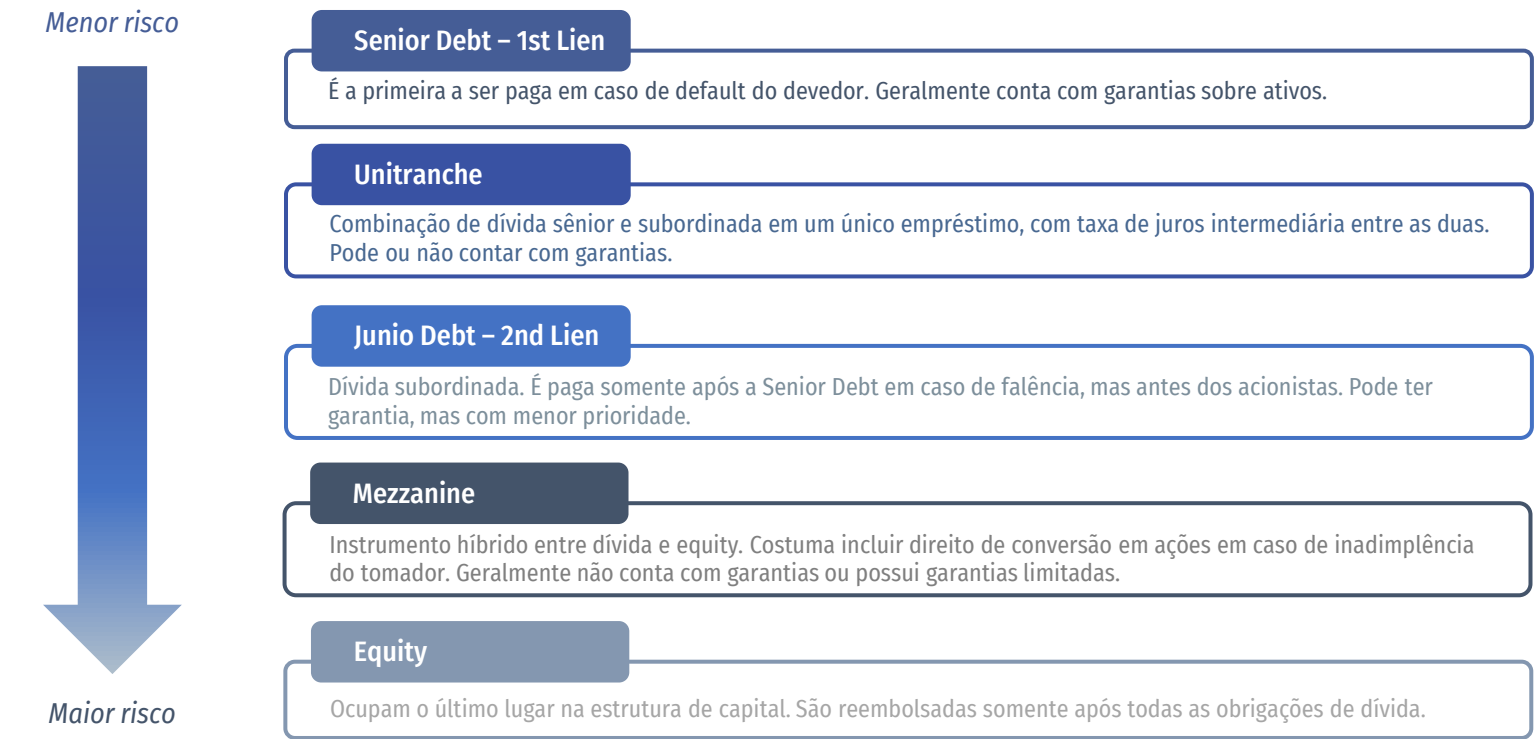 Menor risco
Senior Debt – 1st Lien
É a primeira a ser paga em caso de default do devedor. Geralmente conta com garantias sobre ativos.
Unitranche
Combinação de dívida sênior e subordinada em um único empréstimo, com taxa de juros intermediária entre as duas.
Pode ou não contar com garantias.
Junio Debt – 2nd Lien
Dívida subordinada. É paga somente após a Senior Debt em caso de falência, mas antes dos acionistas. Pode ter
garantia, mas com menor prioridade.
Mezzanine
Instrumento híbrido entre dívida e equity. Costuma incluir direito de conversão em ações em caso de inadimplência
do tomador. Geralmente não conta com garantias ou possui garantias limitadas.
Equity
Ocupam o último lugar na estrutura de capital. São reembolsadas somente após todas as obrigações de dívida.
Maior risco